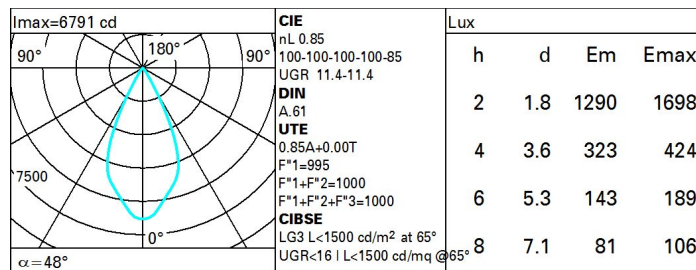 Imax=6791 cd
90° 180° 90°
7500
0°
α=48°
CIE
nL 0.85
100-100-100-100-85
UGR 11.4-11.4
DIN
A.61
UTE
0.85A+0.00T
F"1=995
F"1+F"2=1000
F"1+F"2+F"3=1000
CIBSE
LG3 L<1500 cd/m² at 65°
UGR<16 | L<1500 cd/mq @65°
Lux
h d Em Emax
2 1.8 1290 1698
4 3.6 323 424
6 5.3 143 189
8 7.1 81 106